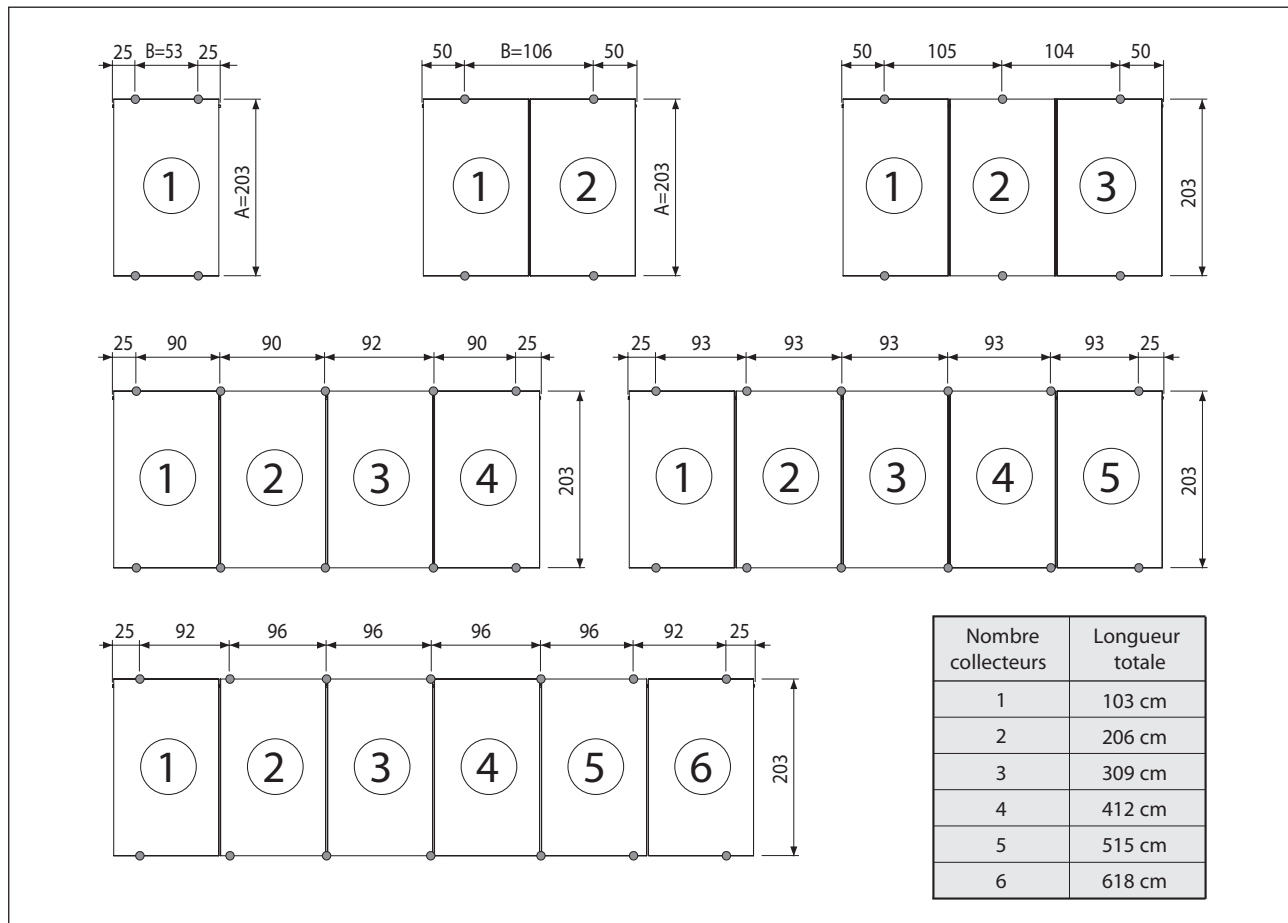 25 B=53 25
1
A=203
50 B=106 50
1 2
A=203
50 105 104 50
1 2 3
203
25 90 90 92 90 25
1 2 3 4
203
25 93 93 93 93 93 25
1 2 3 4 5
203
25 92 96 96 96 96 92 25
1 2 3 4 5 6
203
Nombre collecteurs
Longueur totale
1 103 cm
2 206 cm
3 309 cm
4 412 cm
5 515 cm
6 618 cm